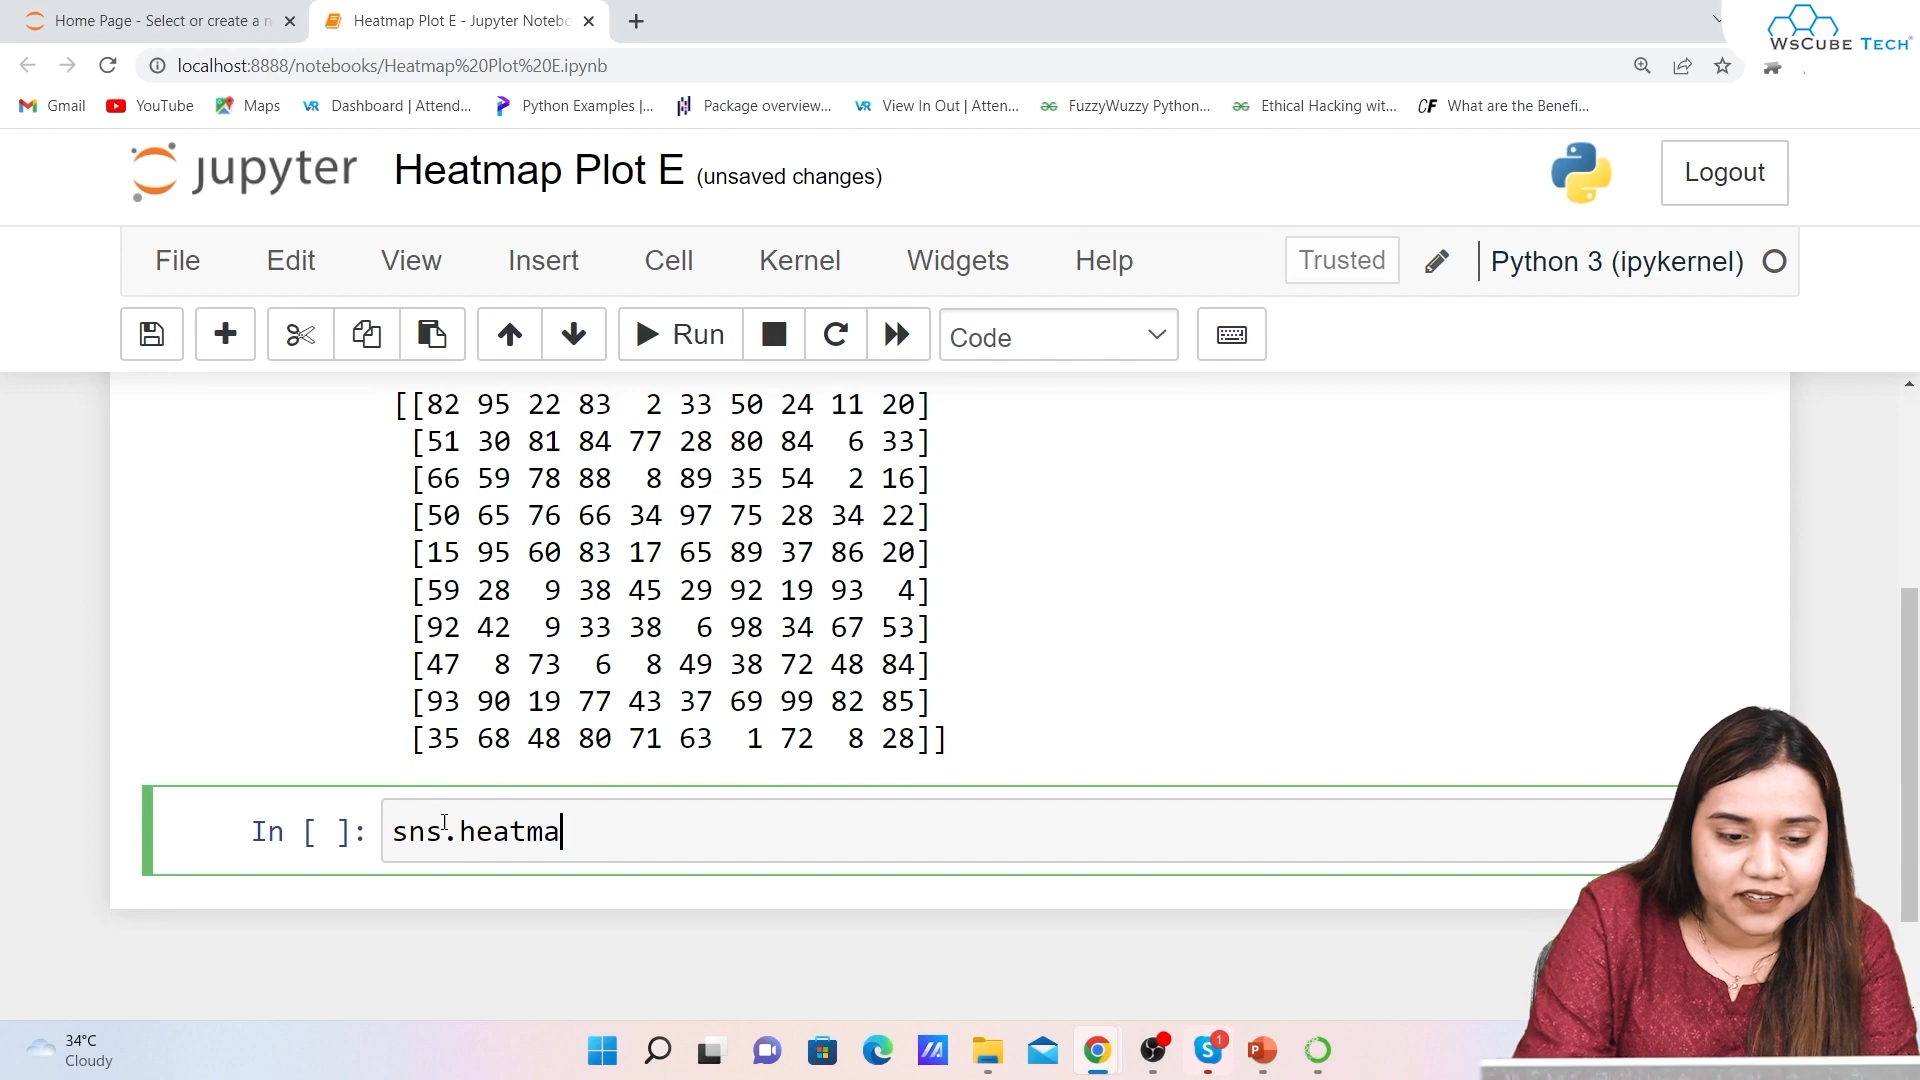 Home Page - Select or create a n
Heatmap Plot E - Jupyter Notebo
WsCube Tech
localhost:8888/notebooks/Heatmap%20Plot%20E.ipynb
Gmail YouTube Maps Dashboard | Attend... Python Examples |... Package overview... View In Out | Atten... FuzzyWuzzy Python... Ethical Hacking wit... What are the Benefi...
jupyter Heatmap Plot E (unsaved changes) Logout
File Edit View Insert Cell Kernel Widgets Help Trusted Python 3 (ipykernel)
Run Code
[[82 95 22 83 2 33 50 24 11 20]
[51 30 81 84 77 28 80 84 6 33]
[66 59 78 88 8 89 35 54 2 16]
[50 65 76 66 34 97 75 28 34 22]
[15 95 60 83 17 65 89 37 86 20]
[59 28 9 38 45 29 92 19 93 4]
[92 42 9 33 38 6 98 34 67 53]
[47 8 73 6 8 49 38 72 48 84]
[93 90 19 77 43 37 69 99 82 85]
[35 68 48 80 71 63 1 72 8 28]]
In [ ]: sns.heatma
34°C
Cloudy
1